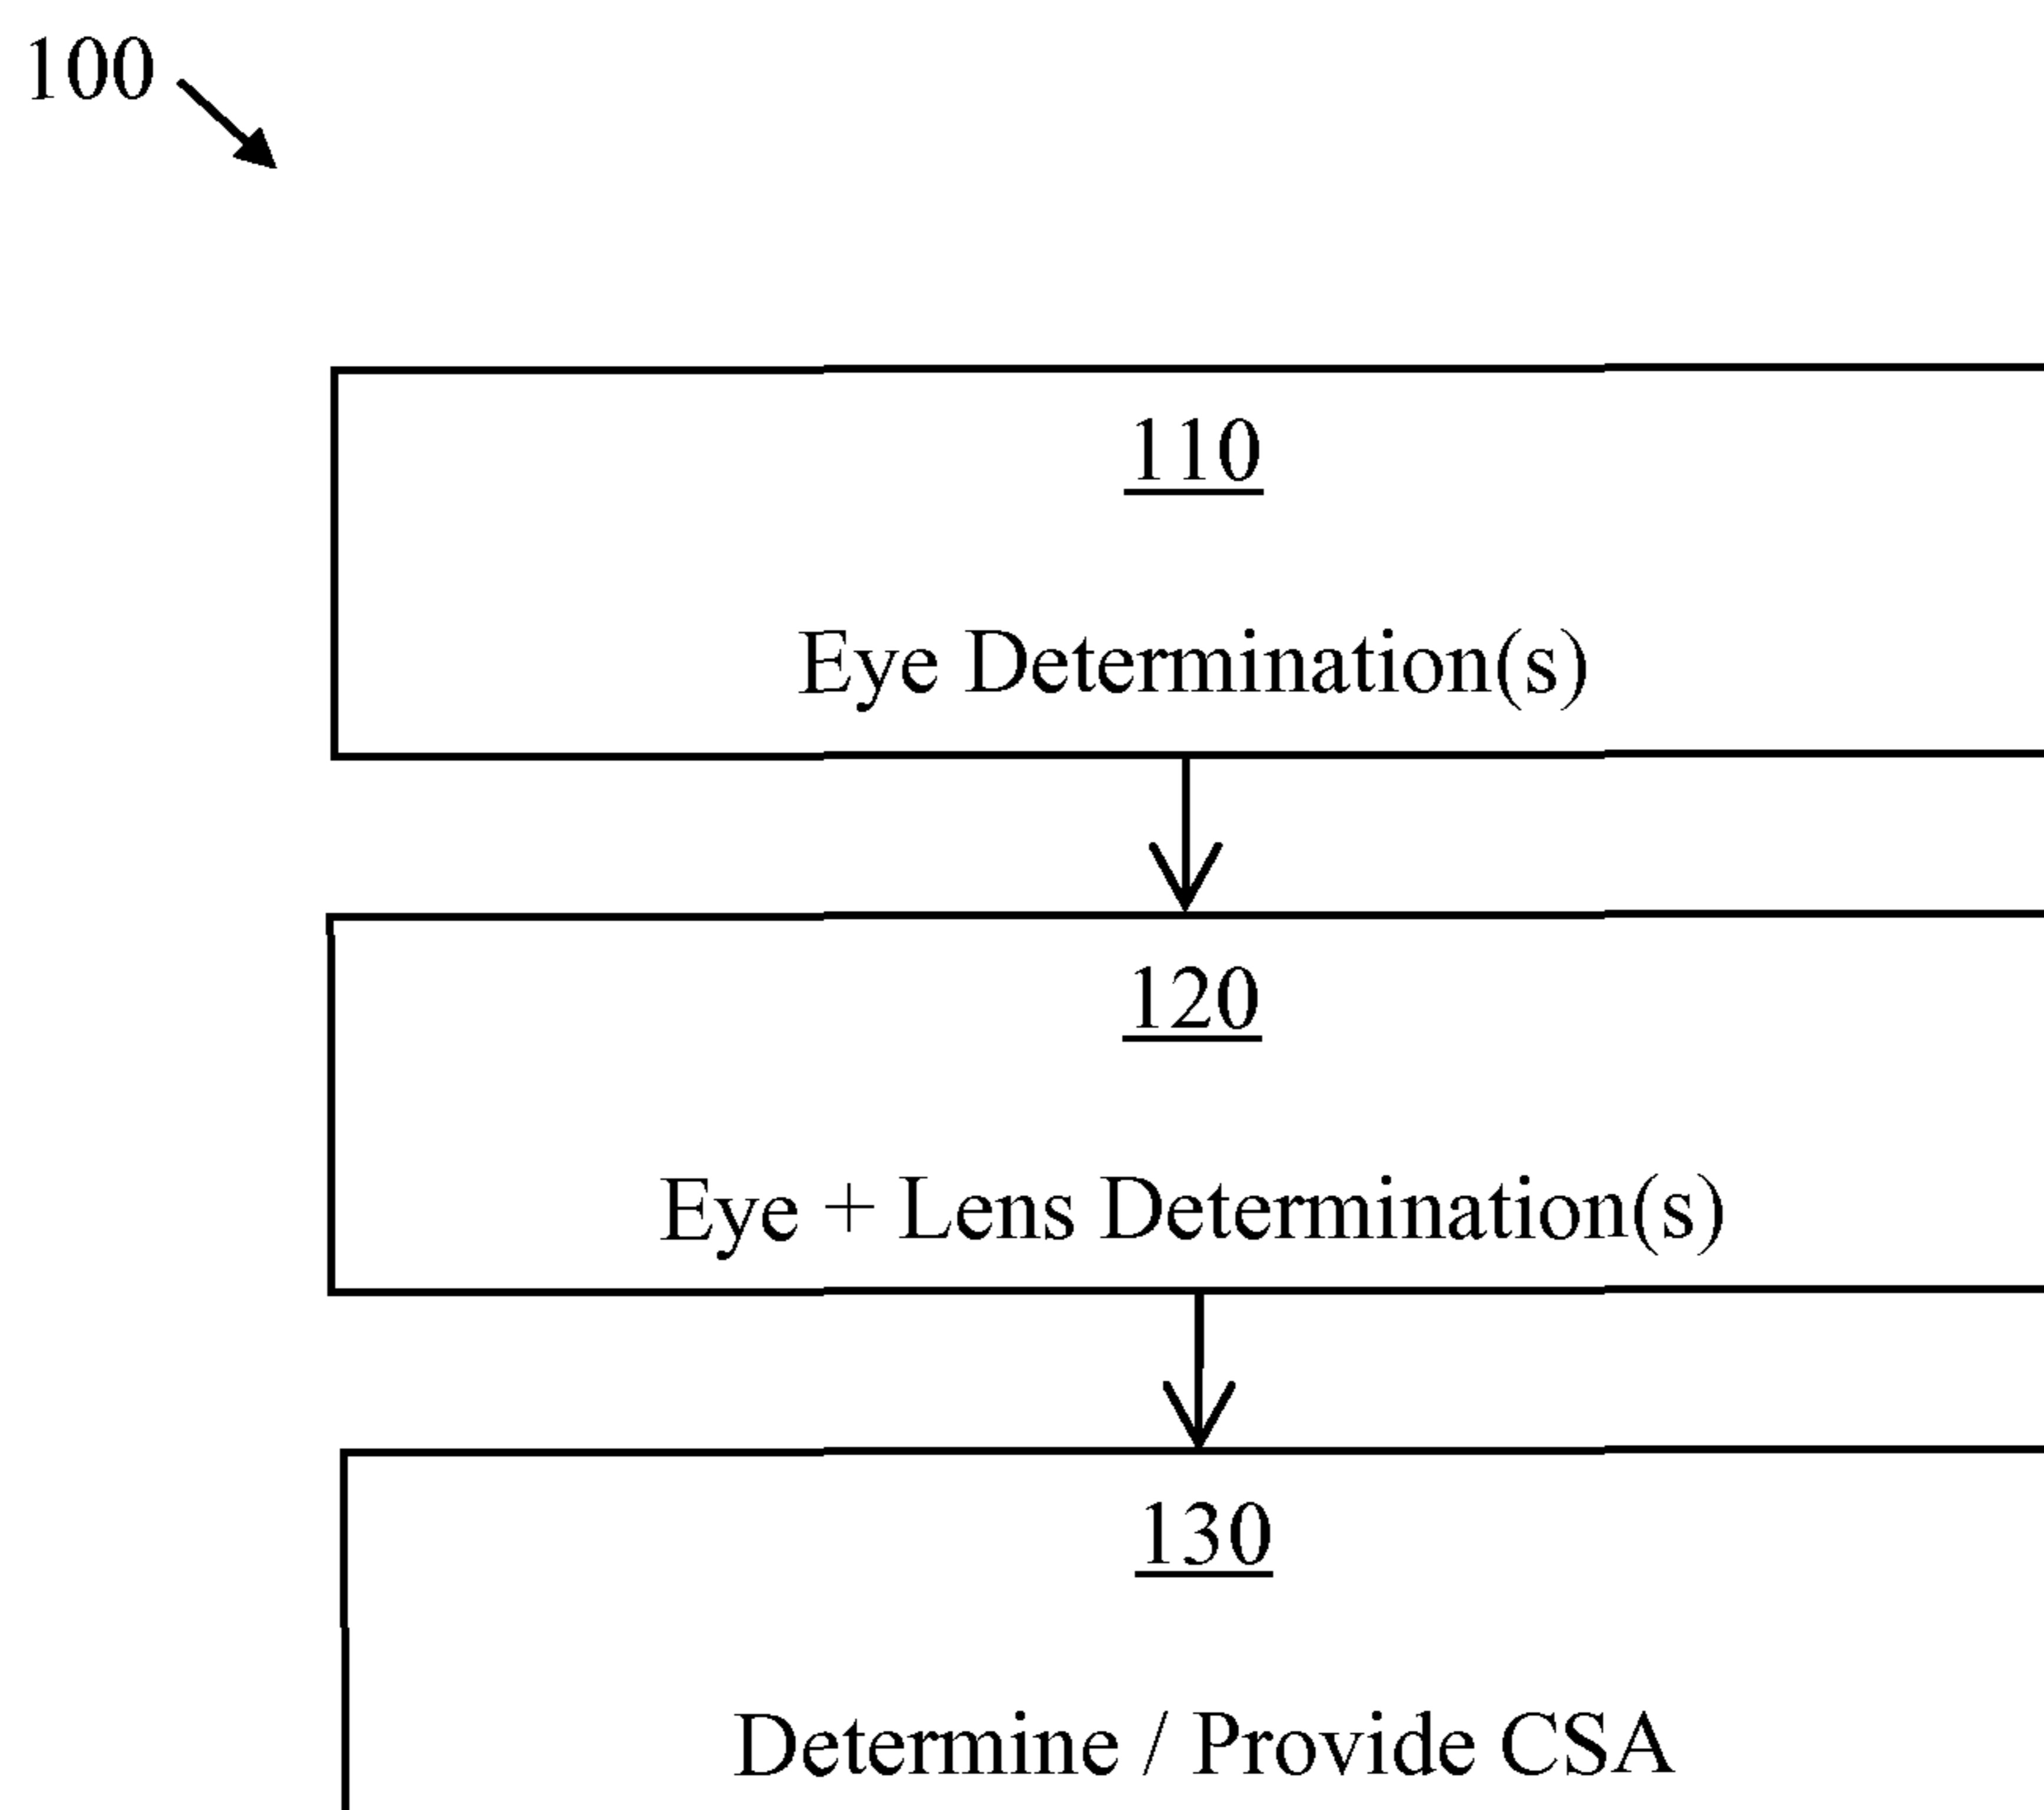 100
110
Eye Determination(s)
120
Eye + Lens Determination(s)
130
Determine / Provide CSA